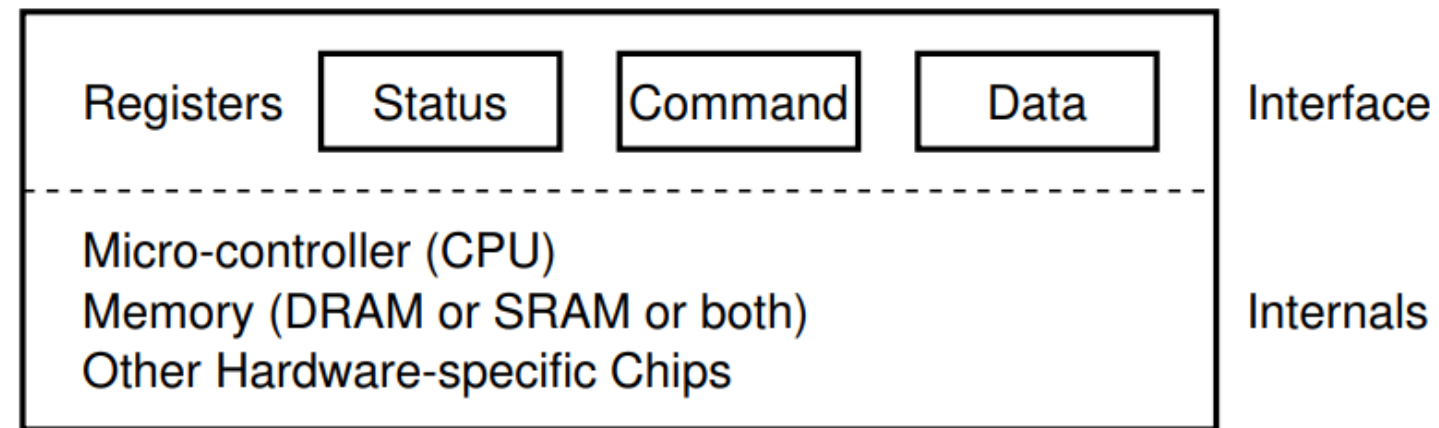 Registers Status Command Data Interface
Micro-controller (CPU)
Memory (DRAM or SRAM or both) Internals
Other Hardware-specific Chips